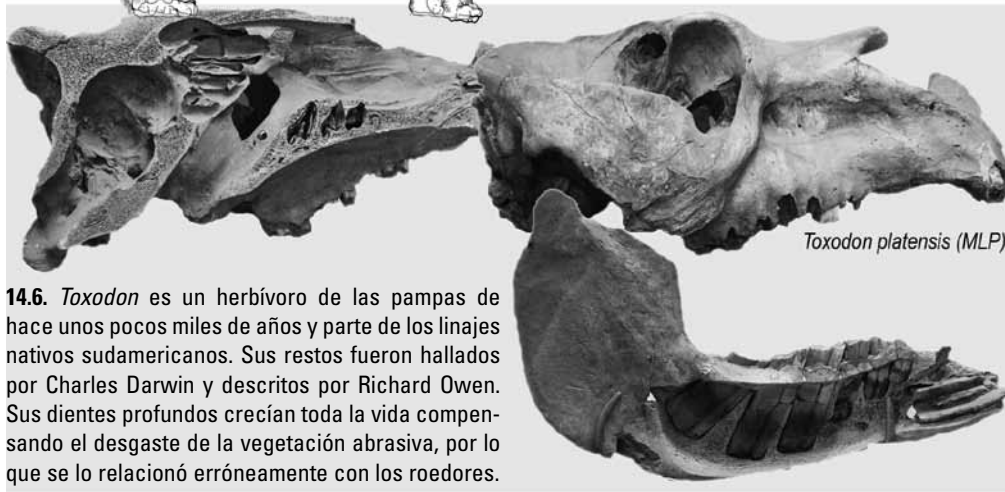 Toxodon platensis (MLP)
14.6. Toxodon es un herbívoro de las pampas de
hace unos pocos miles de años y parte de los linajes
nativos sudamericanos. Sus restos fueron hallados
por Charles Darwin y descritos por Richard Owen.
Sus dientes profundos crecían toda la vida compen-
sando el desgaste de la vegetación abrasiva, por lo
que se lo relacionó erróneamente con los roedores.